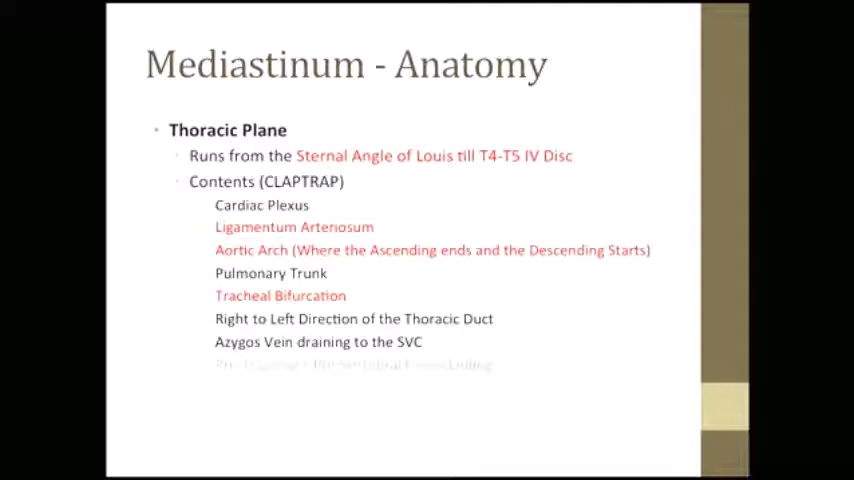 Mediastinum - Anatomy
Thoracic Plane
Runs from the Sternal Angle of Louis till T4-T5 IV Disc
Contents (CLAPTRAP)
Cardiac Plexus
Ligamentum Arteriosum
Aortic Arch (Where the Ascending ends and the Descending Starts)
Pulmonary Trunk
Tracheal Bifurcation
Right to Left Direction of the Thoracic Duct
Azygos Vein draining to the SVC